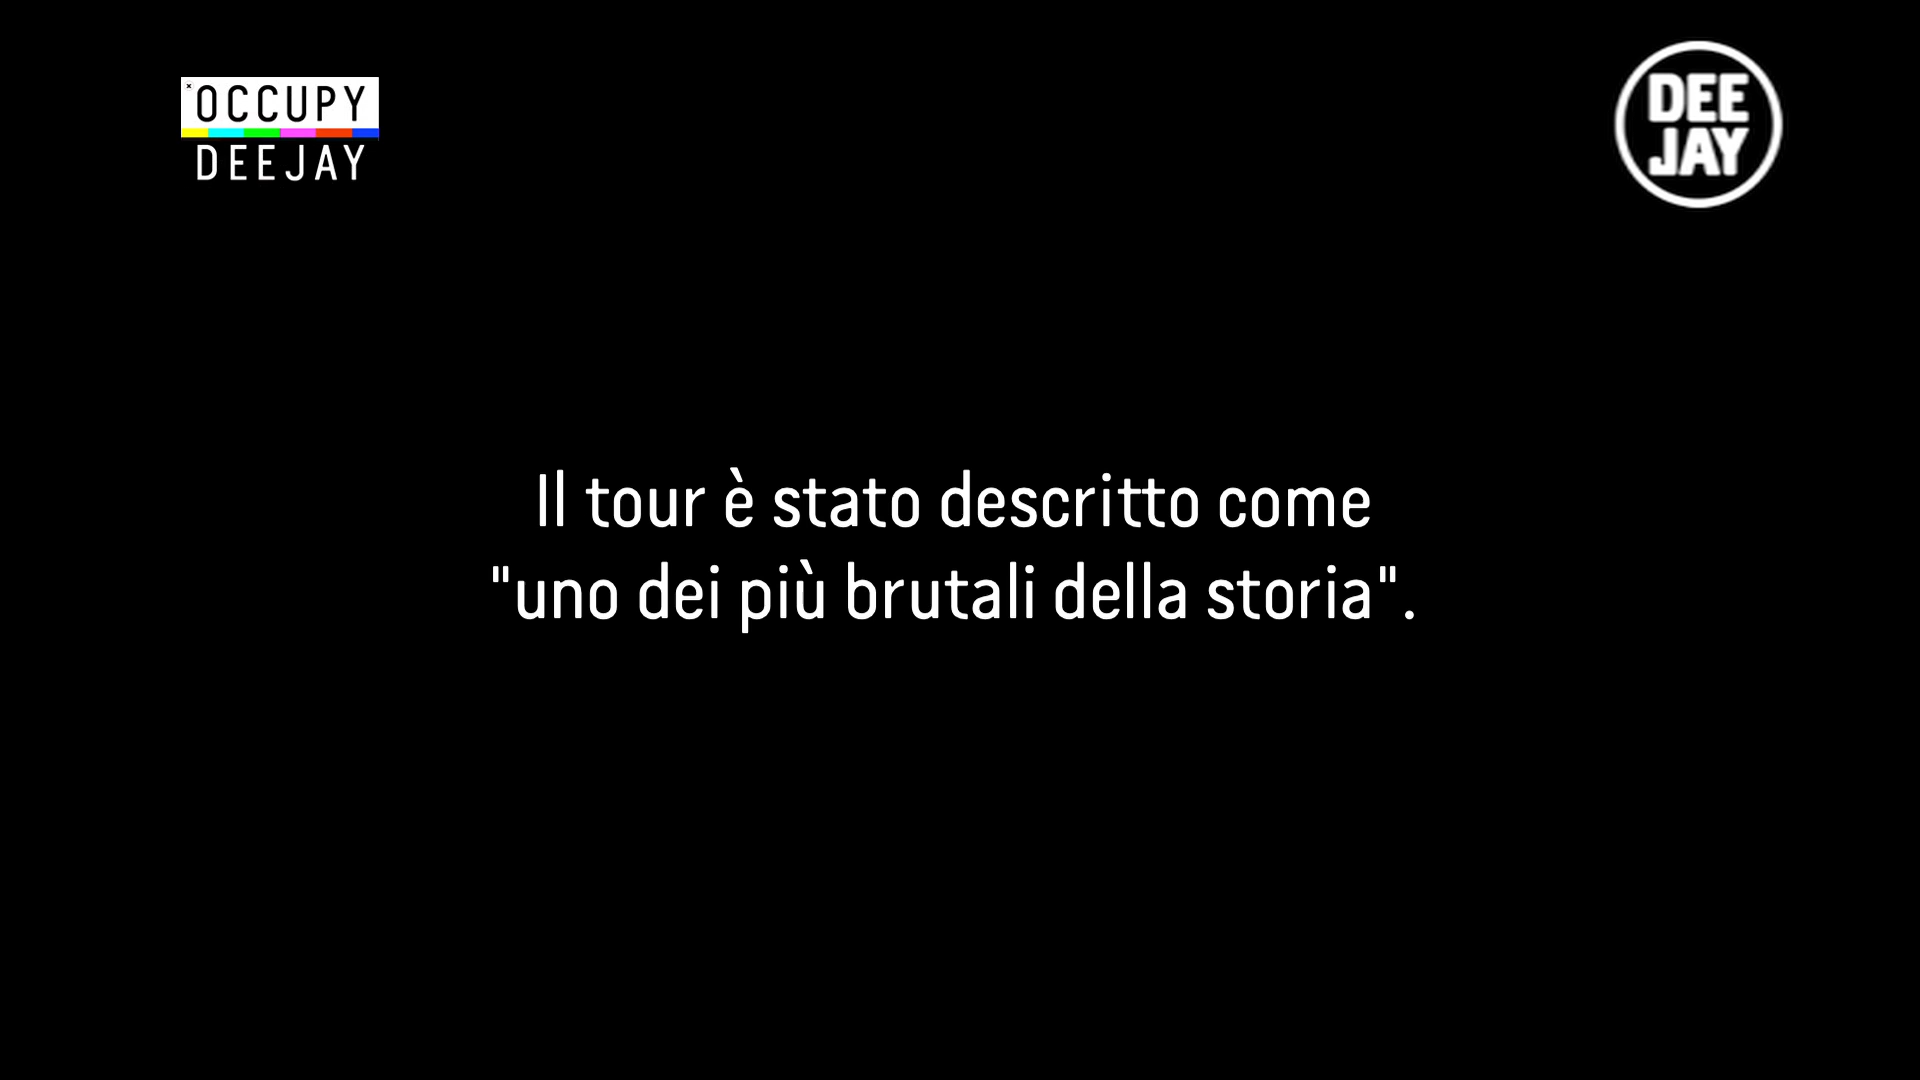 OCCUPY
DEEJAY
DEE
JAY
Il tour è stato descritto come
"uno dei più brutali della storia".